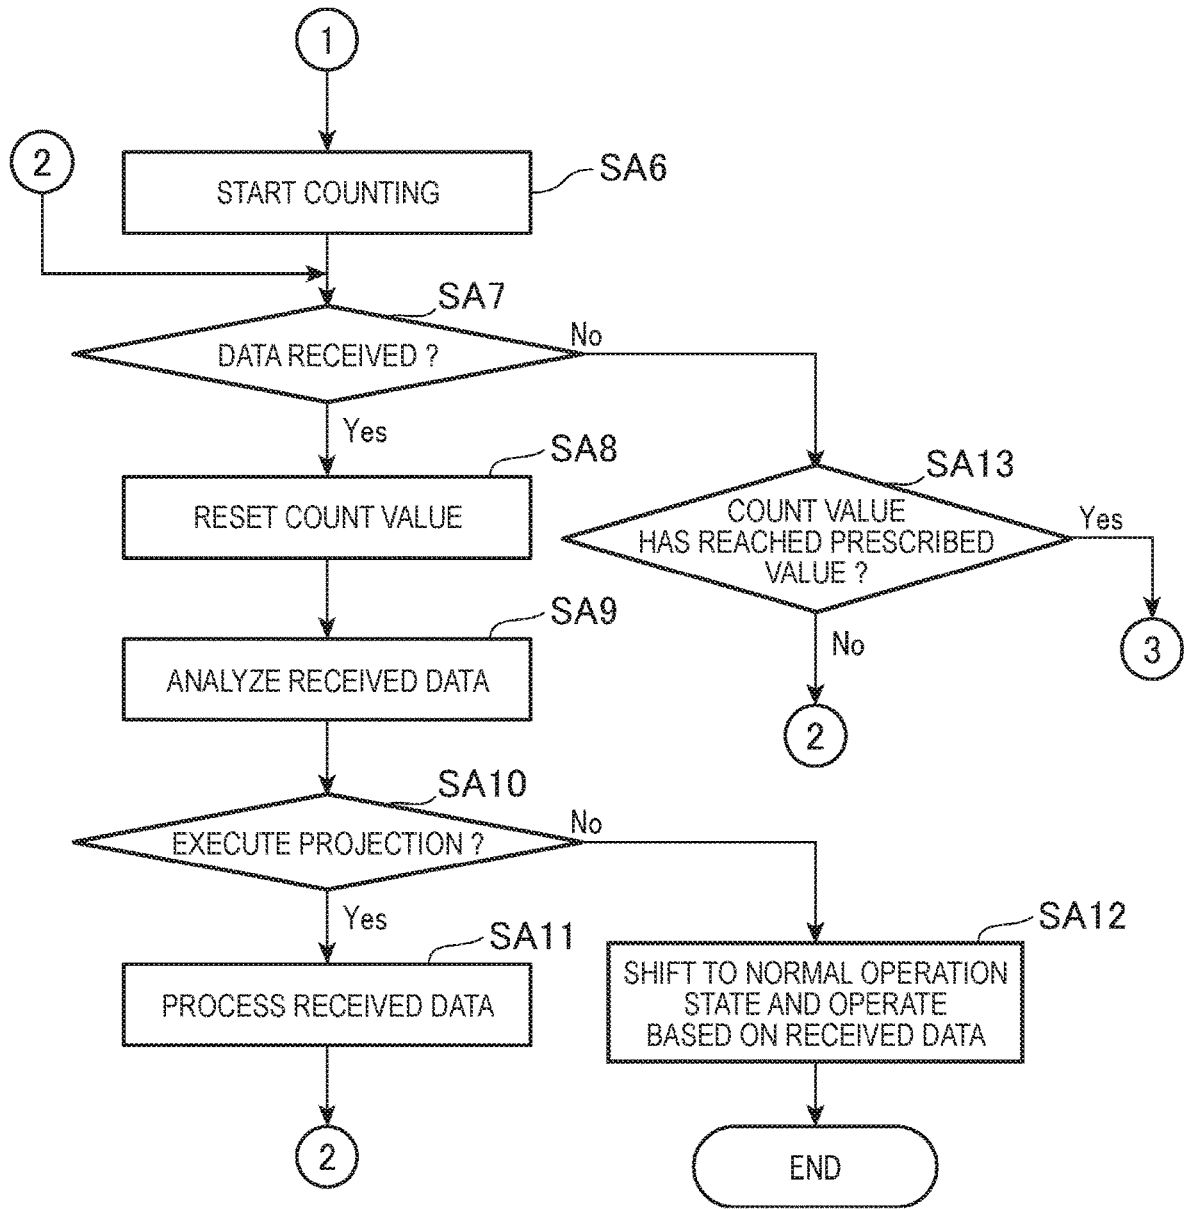 1
2
START COUNTING
SA6
SA7
DATA RECEIVED ?
No
Yes
SA8
RESET COUNT VALUE
SA13
COUNT VALUE
HAS REACHED PRESCRIBED
VALUE ?
Yes
3
No
2
SA9
ANALYZE RECEIVED DATA
SA10
EXECUTE PROJECTION ?
No
Yes
SA11
PROCESS RECEIVED DATA
2
SA12
SHIFT TO NORMAL OPERATION
STATE AND OPERATE
BASED ON RECEIVED DATA
END